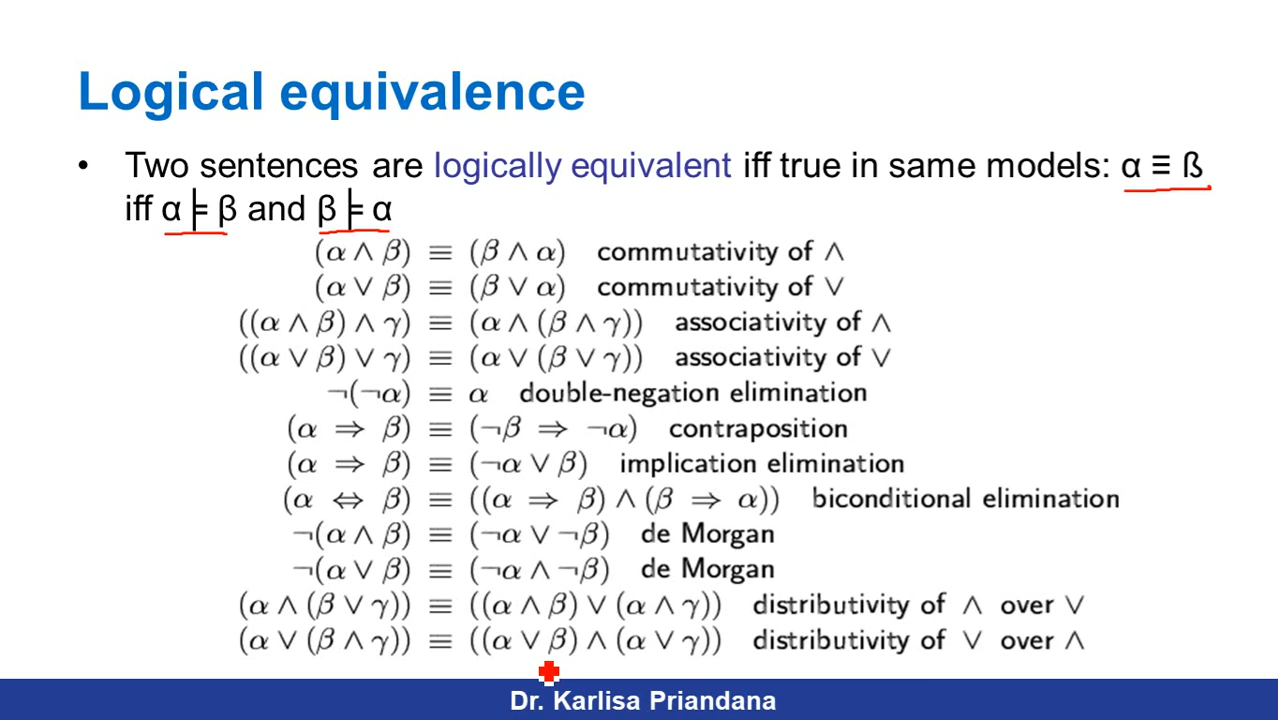 Logical equivalence
• Two sentences are logically equivalent iff true in same models: α ≡ ß
iff α ╞ β and β ╞ α
(α ∧ β) ≡ (β ∧ α) commutativity of ∧
(α ∨ β) ≡ (β ∨ α) commutativity of ∨
((α ∧ β) ∧ γ) ≡ (α ∧ (β ∧ γ)) associativity of ∧
((α ∨ β) ∨ γ) ≡ (α ∨ (β ∨ γ)) associativity of ∨
¬(¬α) ≡ α double-negation elimination
(α ⇒ β) ≡ (¬β ⇒ ¬α) contraposition
(α ⇒ β) ≡ (¬α ∨ β) implication elimination
(α ⇔ β) ≡ ((α ⇒ β) ∧ (β ⇒ α)) biconditional elimination
¬(α ∧ β) ≡ (¬α ∨ ¬β) de Morgan
¬(α ∨ β) ≡ (¬α ∧ ¬β) de Morgan
(α ∧ (β ∨ γ)) ≡ ((α ∧ β) ∨ (α ∧ γ)) distributivity of ∧ over ∨
(α ∨ (β ∧ γ)) ≡ ((α ∨ β) ∧ (α ∨ γ)) distributivity of ∨ over ∧
Dr. Karlisa Priandana